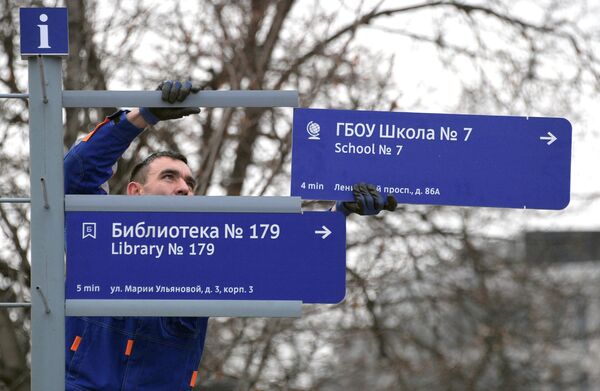 i
ГБОУ Школа № 7
School № 7
4 min просп., д. 86А
Библиотека № 179
Library № 179
5 min ул. Марии Ульяновой, д. 3, корп. 3
Б